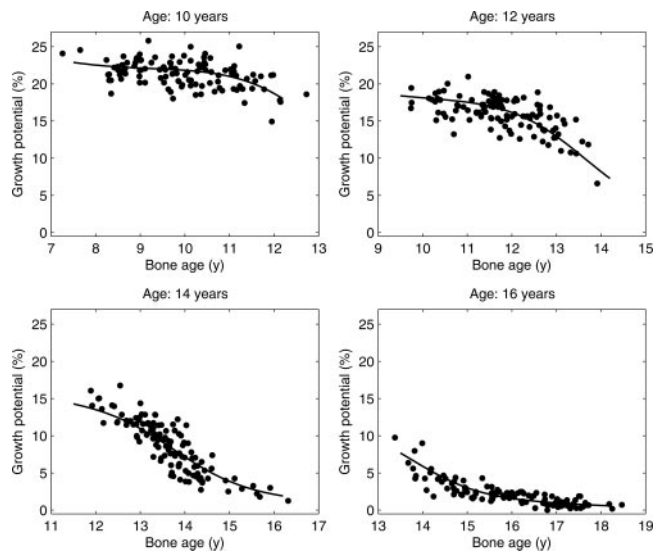 Age: 10 years
Growth potential (%)
25
20
15
10
5
0
7 8 9 10 11 12 13
Bone age (y)
Age: 12 years
Growth potential (%)
25
20
15
10
5
0
9 10 11 12 13 14 15
Bone age (y)
Age: 14 years
Growth potential (%)
25
20
15
10
5
0
11 12 13 14 15 16 17
Bone age (y)
Age: 16 years
Growth potential (%)
25
20
15
10
5
0
13 14 15 16 17 18 19
Bone age (y)